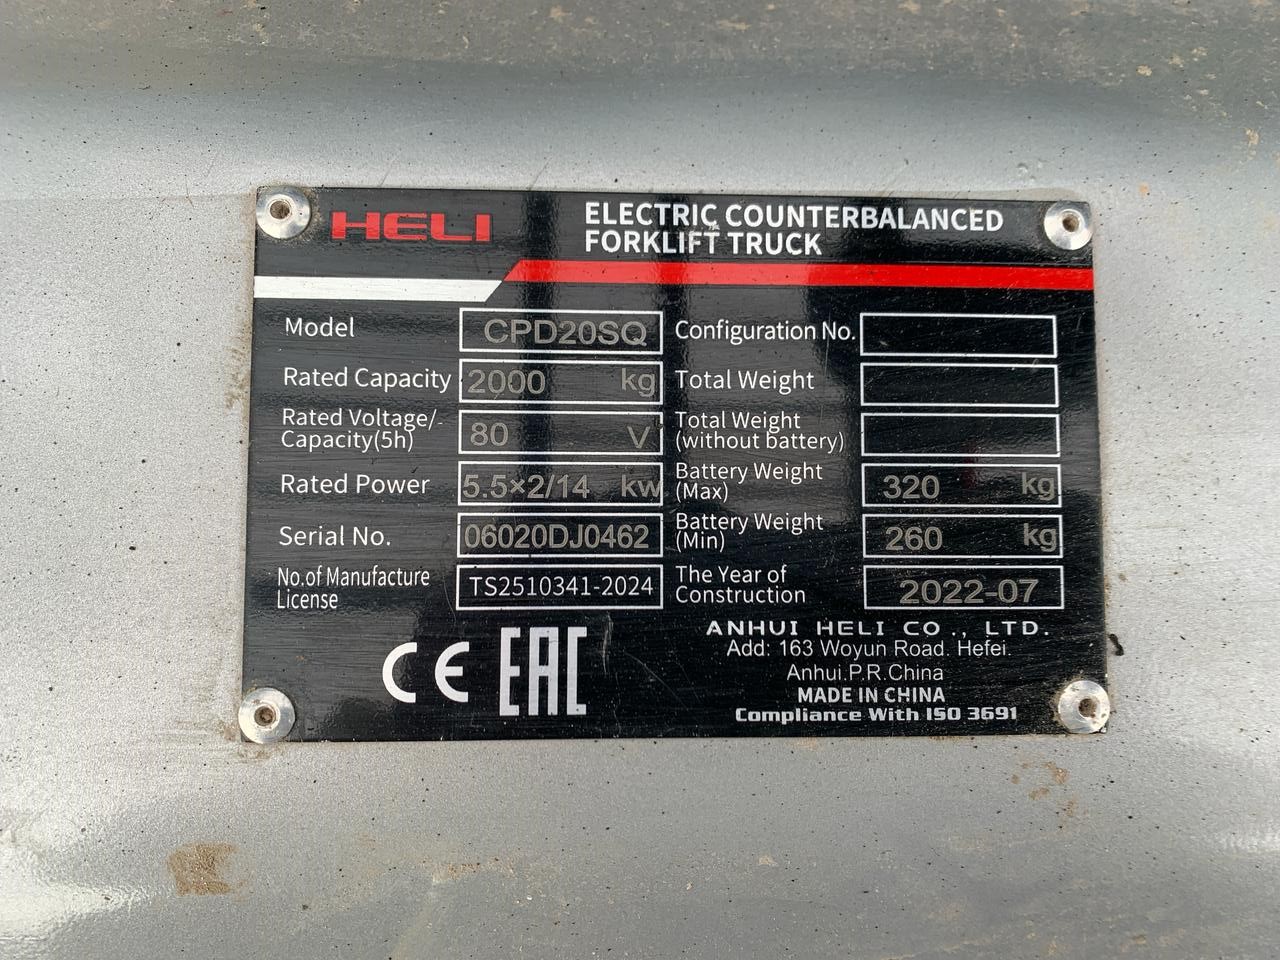 HELI
ELECTRIC COUNTERBALANCED
FORKLIFT TRUCK
Model CPD20SQ
Rated Capacity 2000 kg
Rated Voltage/-
Capacity(5h) 80 V
Rated Power 5.5×2/14 kw
Serial No. 06020DJ0462
No.of Manufacture
License TS2510341-2024
Configuration No.
Total Weight
Total Weight
(without battery)
Battery Weight
(Max) 320 kg
Battery Weight
(Min) 260 kg
The Year of
Construction 2022-07
CE EAC
ANHUI HELI CO., LTD.
Add: 163 Woyun Road. Hefei.
Anhui.P.R.China
MADE IN CHINA
Compliance With ISO 3691